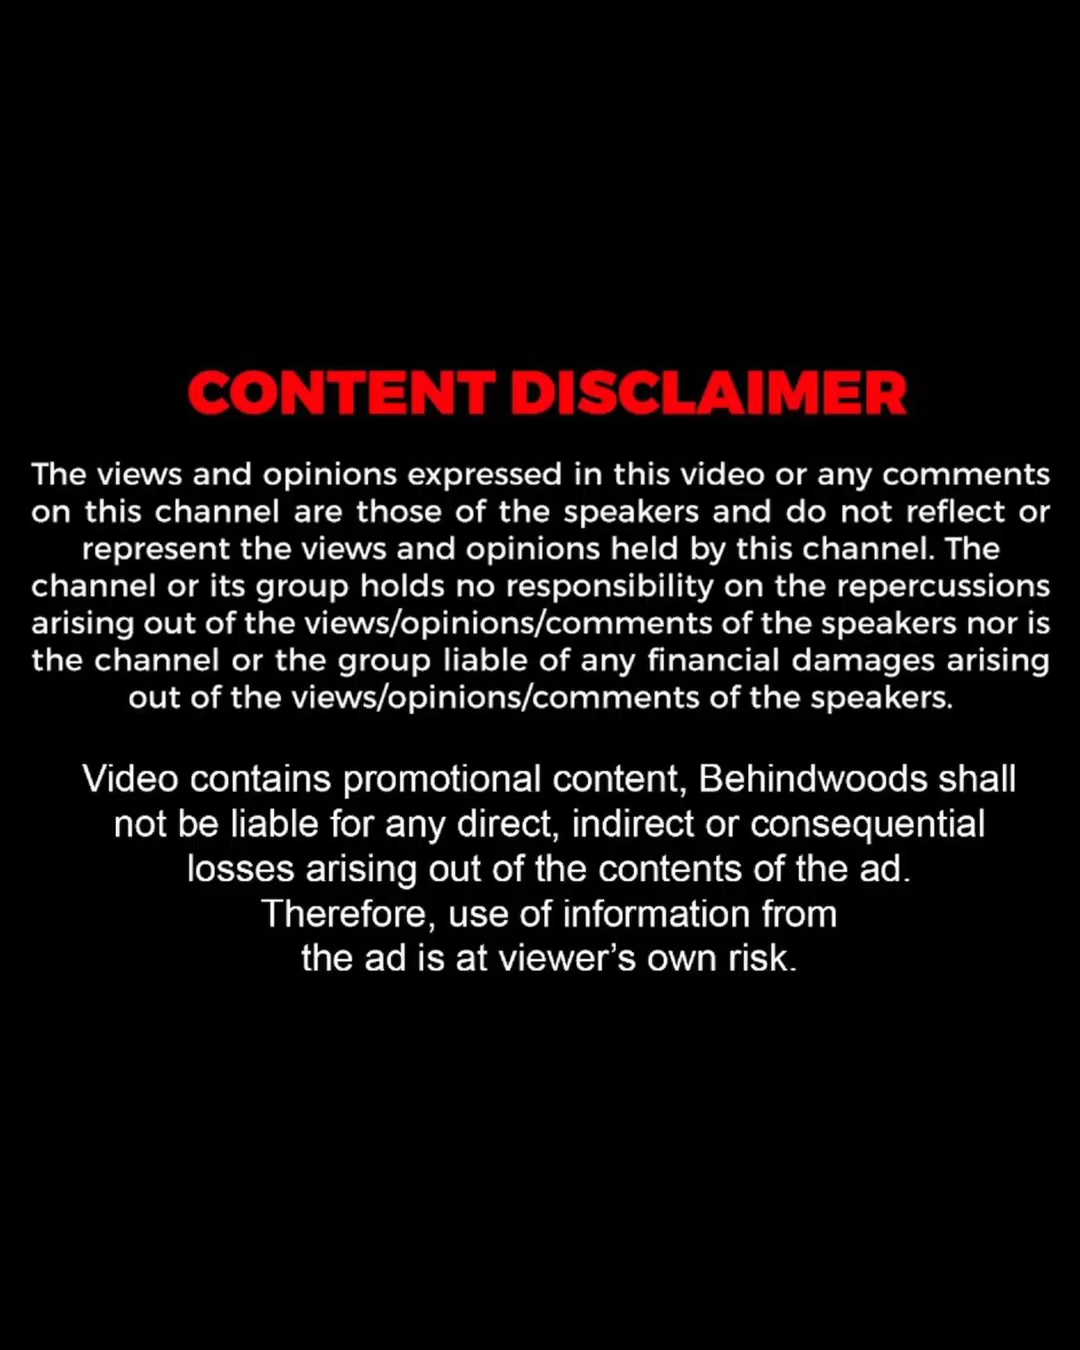 CONTENT DISCLAIMER
The views and opinions expressed in this video or any comments
on this channel are those of the speakers and do not reflect or
represent the views and opinions held by this channel. The
channel or its group holds no responsibility on the repercussions
arising out of the views/opinions/comments of the speakers nor is
the channel or the group liable of any financial damages arising
out of the views/opinions/comments of the speakers.
Video contains promotional content, Behindwoods shall
not be liable for any direct, indirect or consequential
losses arising out of the contents of the ad.
Therefore, use of information from
the ad is at viewer’s own risk.